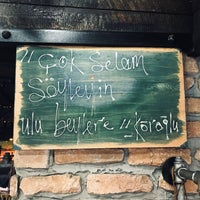 " Çok Selam
Söyleyin
ulu beylere " Köroğlu